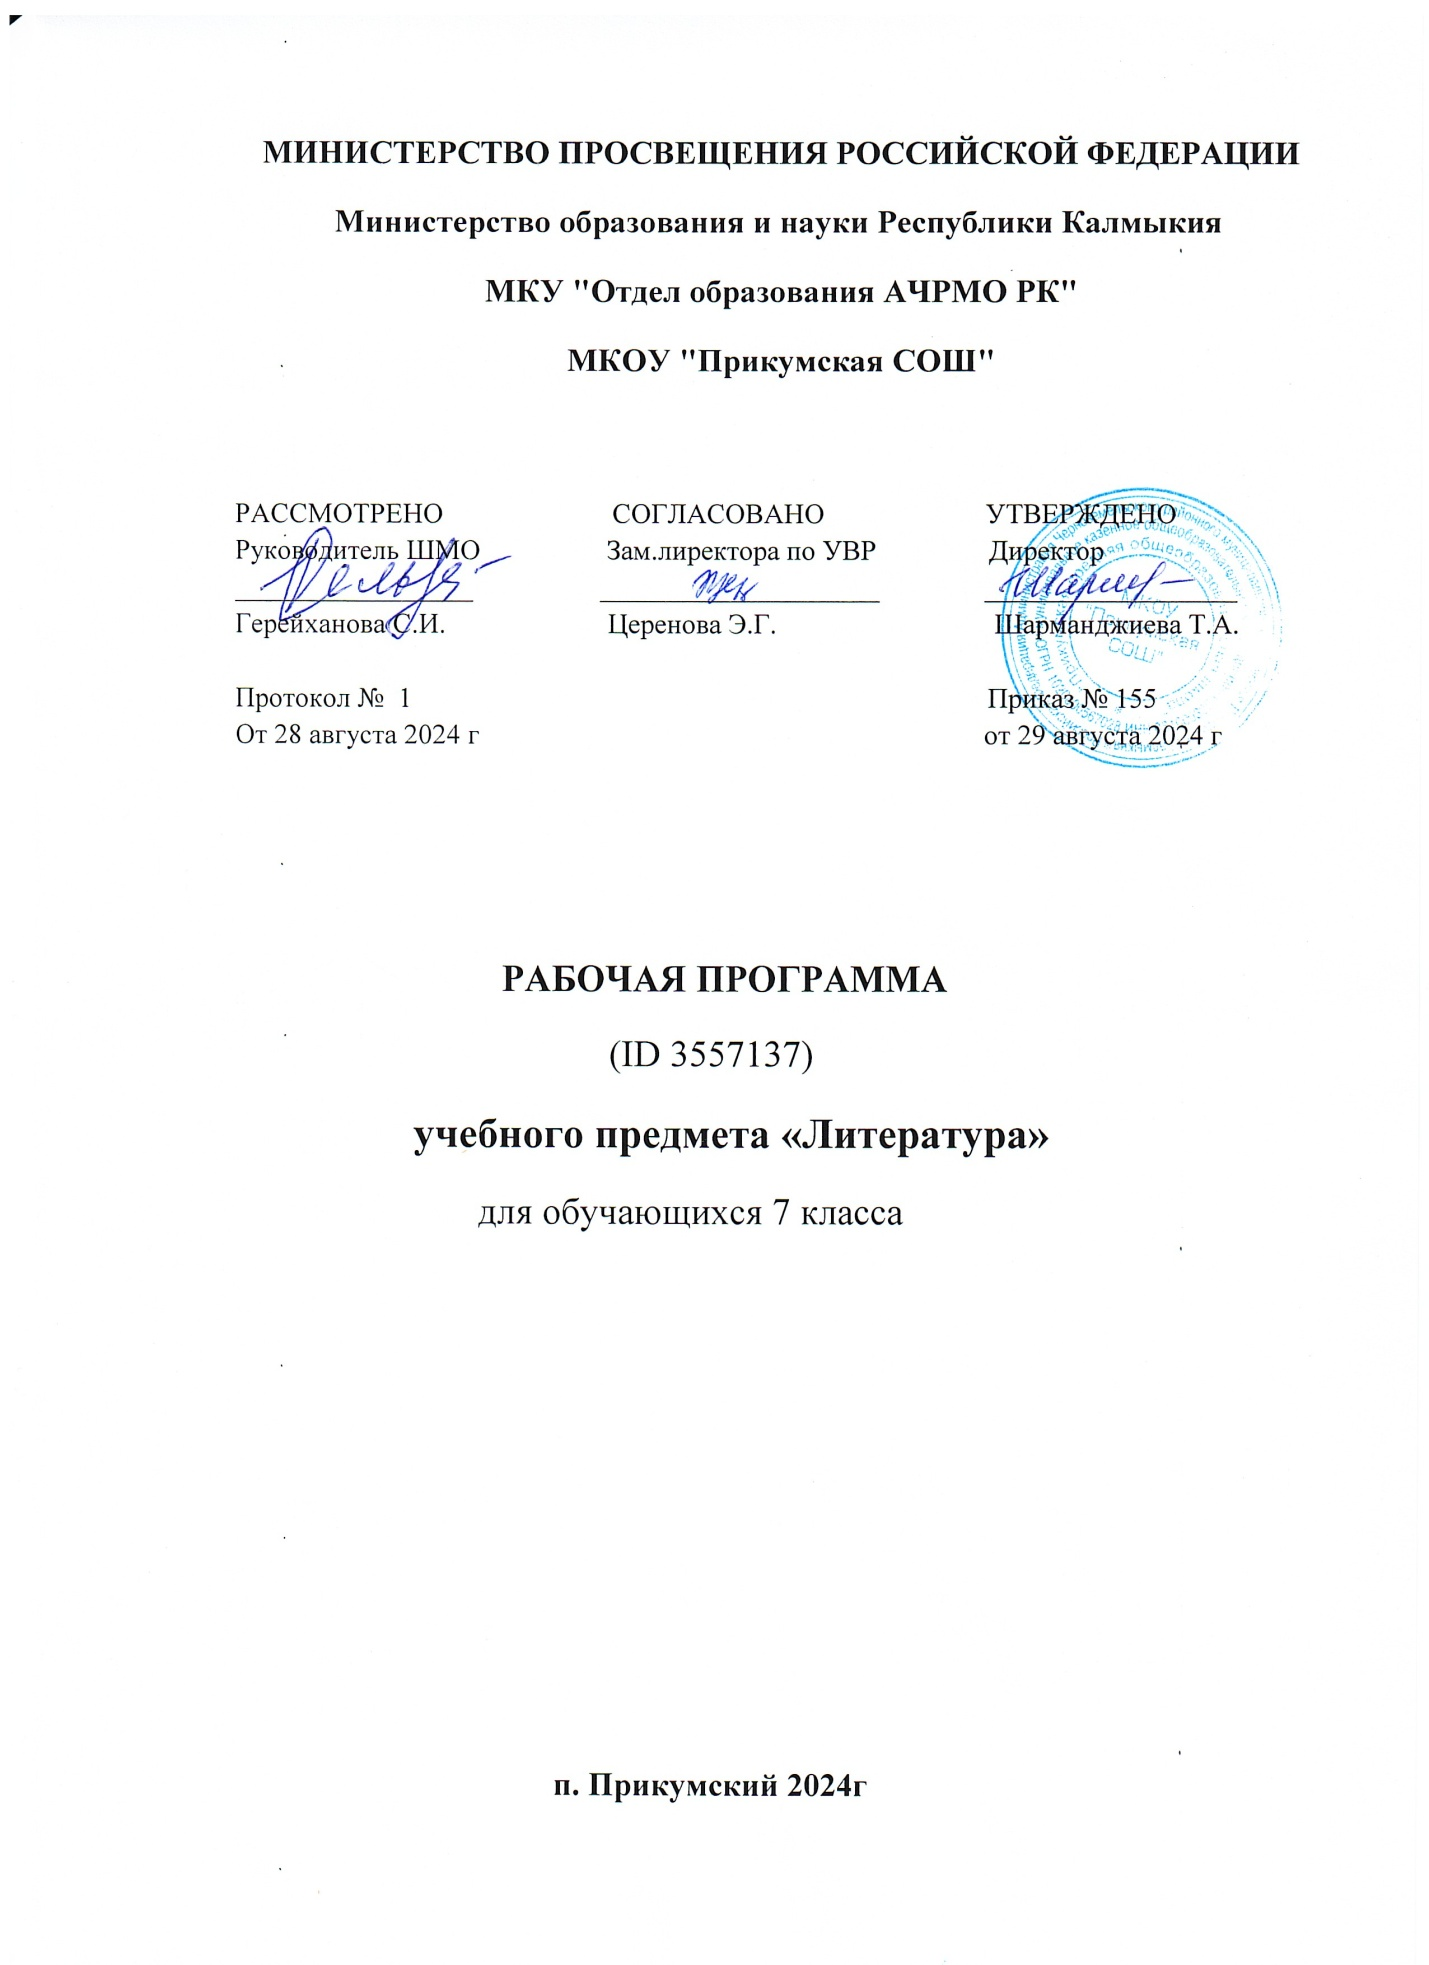 МИНИСТЕРСТВО ПРОСВЕЩЕНИЯ РОССИЙСКОЙ ФЕДЕРАЦИИ
Министерство образования и науки Республики Калмыкия
МКУ "Отдел образования АЧРМО РК"
МКОУ "Прикумская СОШ"
РАССМОТРЕНО СОГЛАСОВАНО УТВЕРЖДЕНО
Руководитель ШМО Зам.лиректора по УВР Директор
Герейханова С.И. Церенова Э.Г. Шарманджиева Т.А.
Протокол № 1 Приказ № 155
От 28 августа 2024 г от 29 августа 2024 г
МКОУ
"Прикумская
СОШ"
РАБОЧАЯ ПРОГРАММА
(ID 3557137)
учебного предмета «Литература»
для обучающихся 7 класса
п. Прикумский 2024г